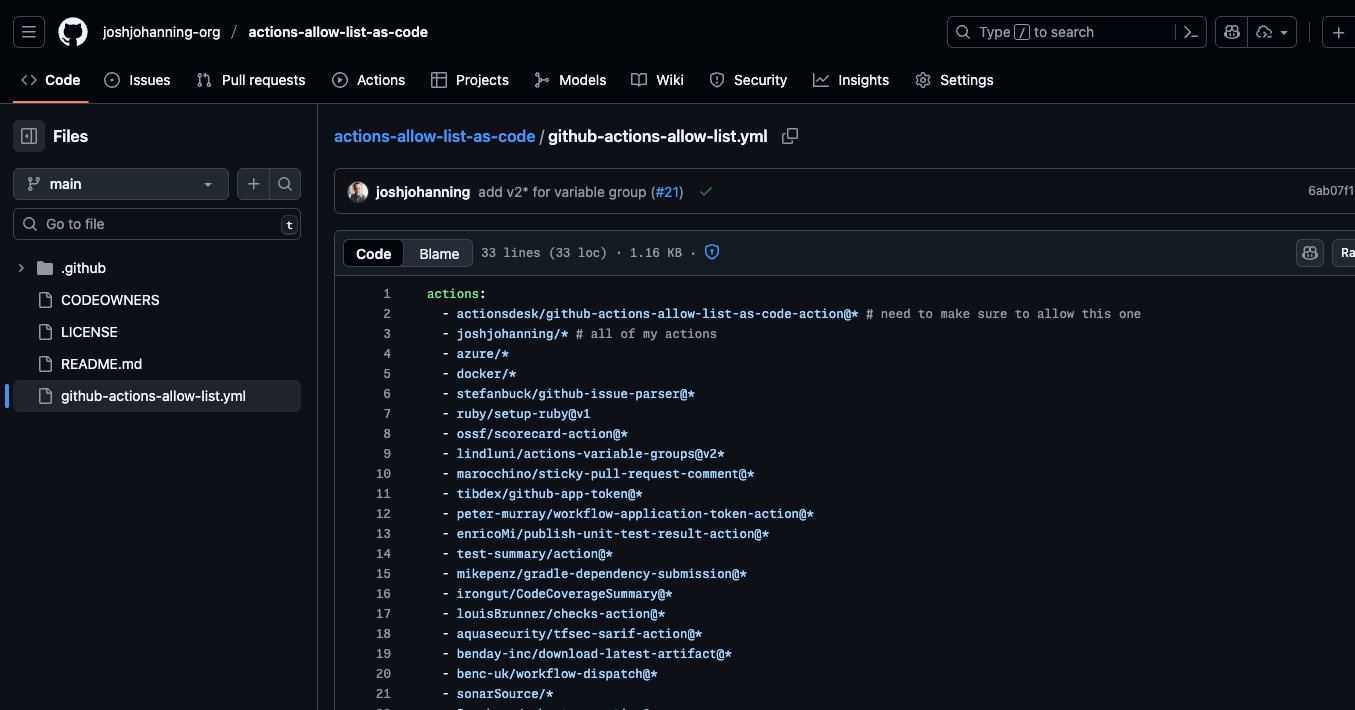 joshjohanning-org / actions-allow-list-as-code
Type / to search
Code Issues Pull requests Actions Projects Models Wiki Security Insights Settings
Files
main
Go to file t
.github
CODEOWNERS
LICENSE
README.md
github-actions-allow-list.yml
actions-allow-list-as-code / github-actions-allow-list.yml
joshjohanning add v2* for variable group (#21) 6ab07f1
Code Blame 33 lines (33 loc) · 1.16 KB ·
Ra
1 actions:
2 - actionsdesk/github-actions-allow-list-as-code-action@* # need to make sure to allow this one
3 - joshjohanning/* # all of my actions
4 - azure/*
5 - docker/*
6 - stefanbuck/github-issue-parser@*
7 - ruby/setup-ruby@v1
8 - ossf/scorecard-action@*
9 - lindluni/actions-variable-groups@v2*
10 - marocchino/sticky-pull-request-comment@*
11 - tibdex/github-app-token@*
12 - peter-murray/workflow-application-token-action@*
13 - enricoMi/publish-unit-test-result-action@*
14 - test-summary/action@*
15 - mikepenz/gradle-dependency-submission@*
16 - irongut/CodeCoverageSummary@*
17 - louisBrunner/checks-action@*
18 - aquasecurity/tfsec-sarif-action@*
19 - benday-inc/download-latest-artifact@*
20 - benc-uk/workflow-dispatch@*
21 - sonarSource/*